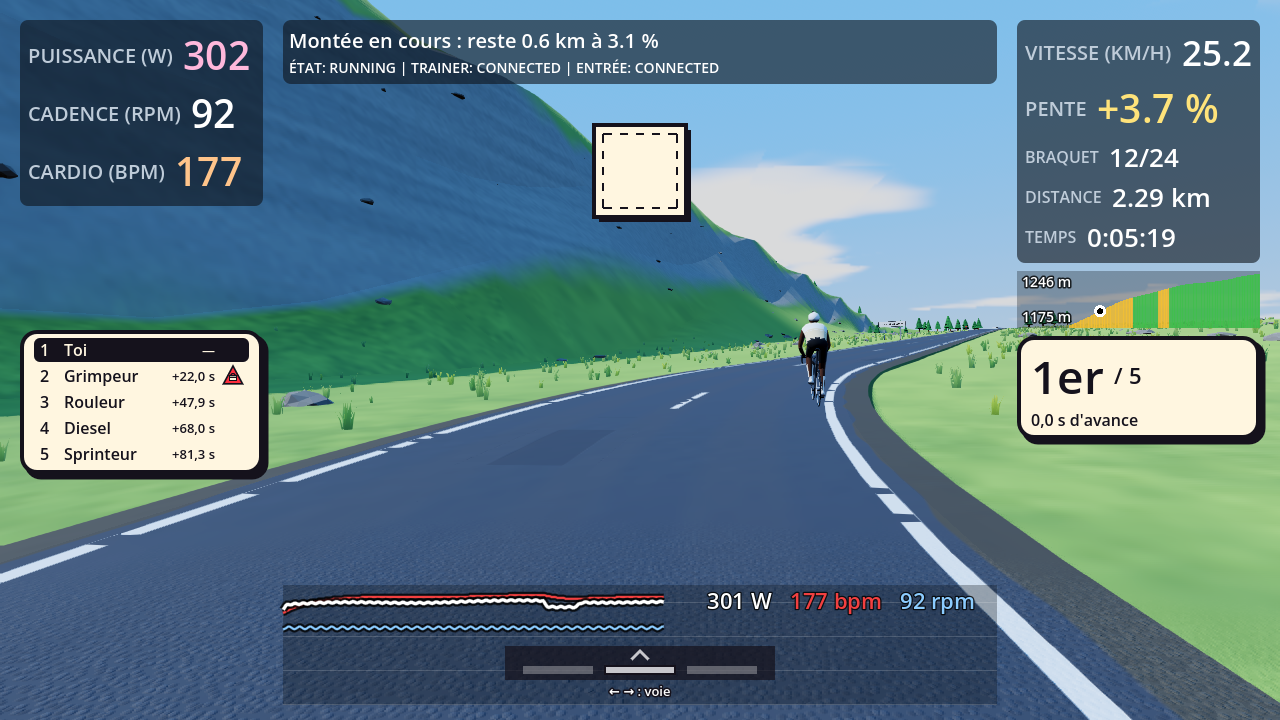 PUISSANCE (W) 302
CADENCE (RPM) 92
CARDIO (BPM) 177
Montée en cours : reste 0.6 km à 3.1 %
ÉTAT: RUNNING | TRAINER: CONNECTED | ENTRÉE: CONNECTED
VITESSE (KM/H) 25.2
PENTE +3.7 %
BRAQUET 12/24
DISTANCE 2.29 km
TEMPS 0:05:19
1246 m
1175 m
1 Toi —
2 Grimpeur +22,0 s
3 Rouleur +47,9 s
4 Diesel +68,0 s
5 Sprinteur +81,3 s
1er / 5
0,0 s d'avance
301 W 177 bpm 92 rpm
← → : voie